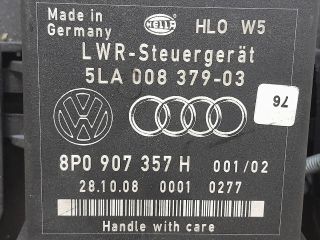 Made in
Germany
HELLA
HLO W5
LWR-Steuergerät
5LA 008 379-03
76
8P0 907 357 H 001/02
28.10.08 0001 0277
Handle with care